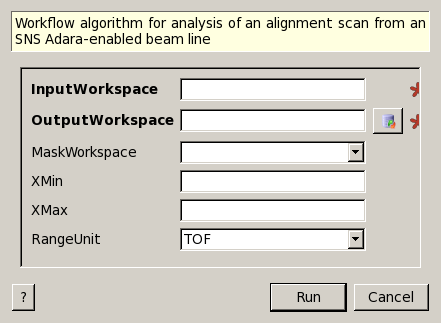 Workflow algorithm for analysis of an alignment scan from an
SNS Adara-enabled beam line
InputWorkspace
OutputWorkspace
MaskWorkspace
XMin
XMax
RangeUnit TOF
? Run Cancel